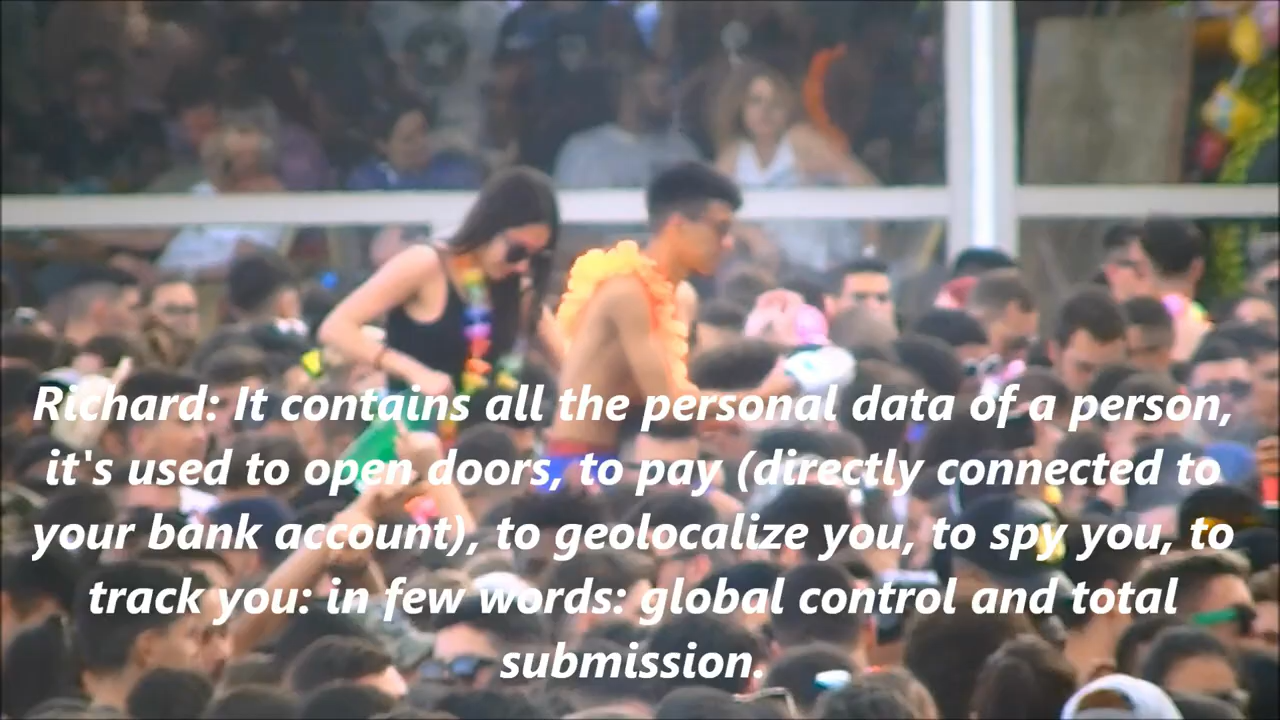 Richard: It contains all the personal data of a person,
it's used to open doors, to pay (directly connected to
your bank account), to geolocalize you, to spy you, to
track you: in few words: global control and total
submission.